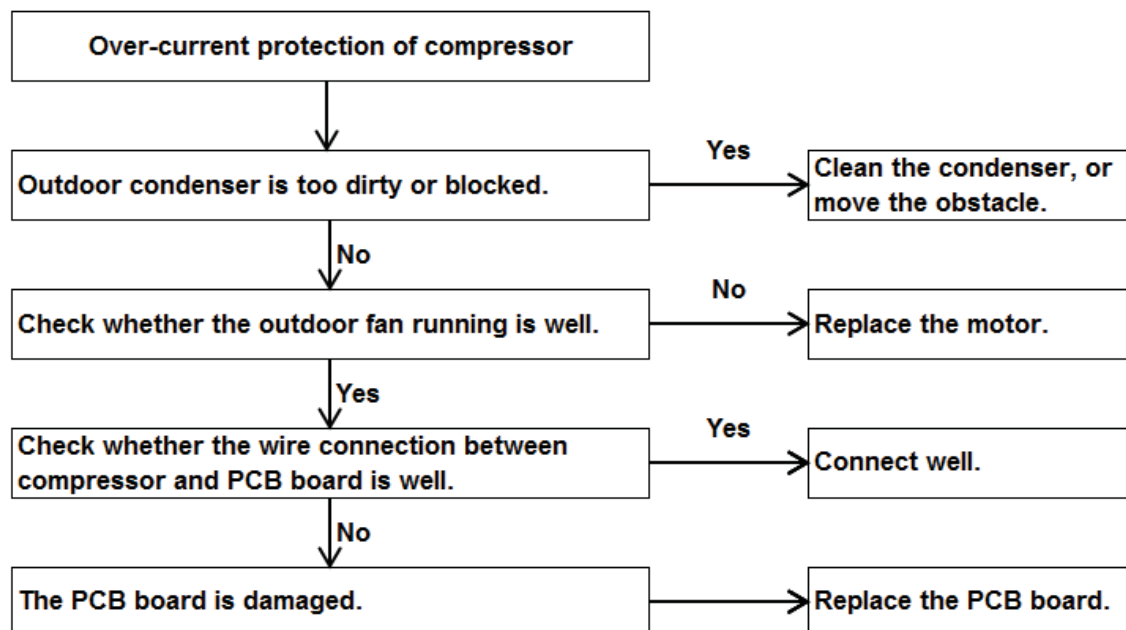 Over-current protection of compressor
Yes
Outdoor condenser is too dirty or blocked.
Clean the condenser, or
move the obstacle.
No
No
Check whether the outdoor fan running is well.
Replace the motor.
Yes
Yes
Check whether the wire connection between
compressor and PCB board is well.
Connect well.
No
The PCB board is damaged.
Replace the PCB board.